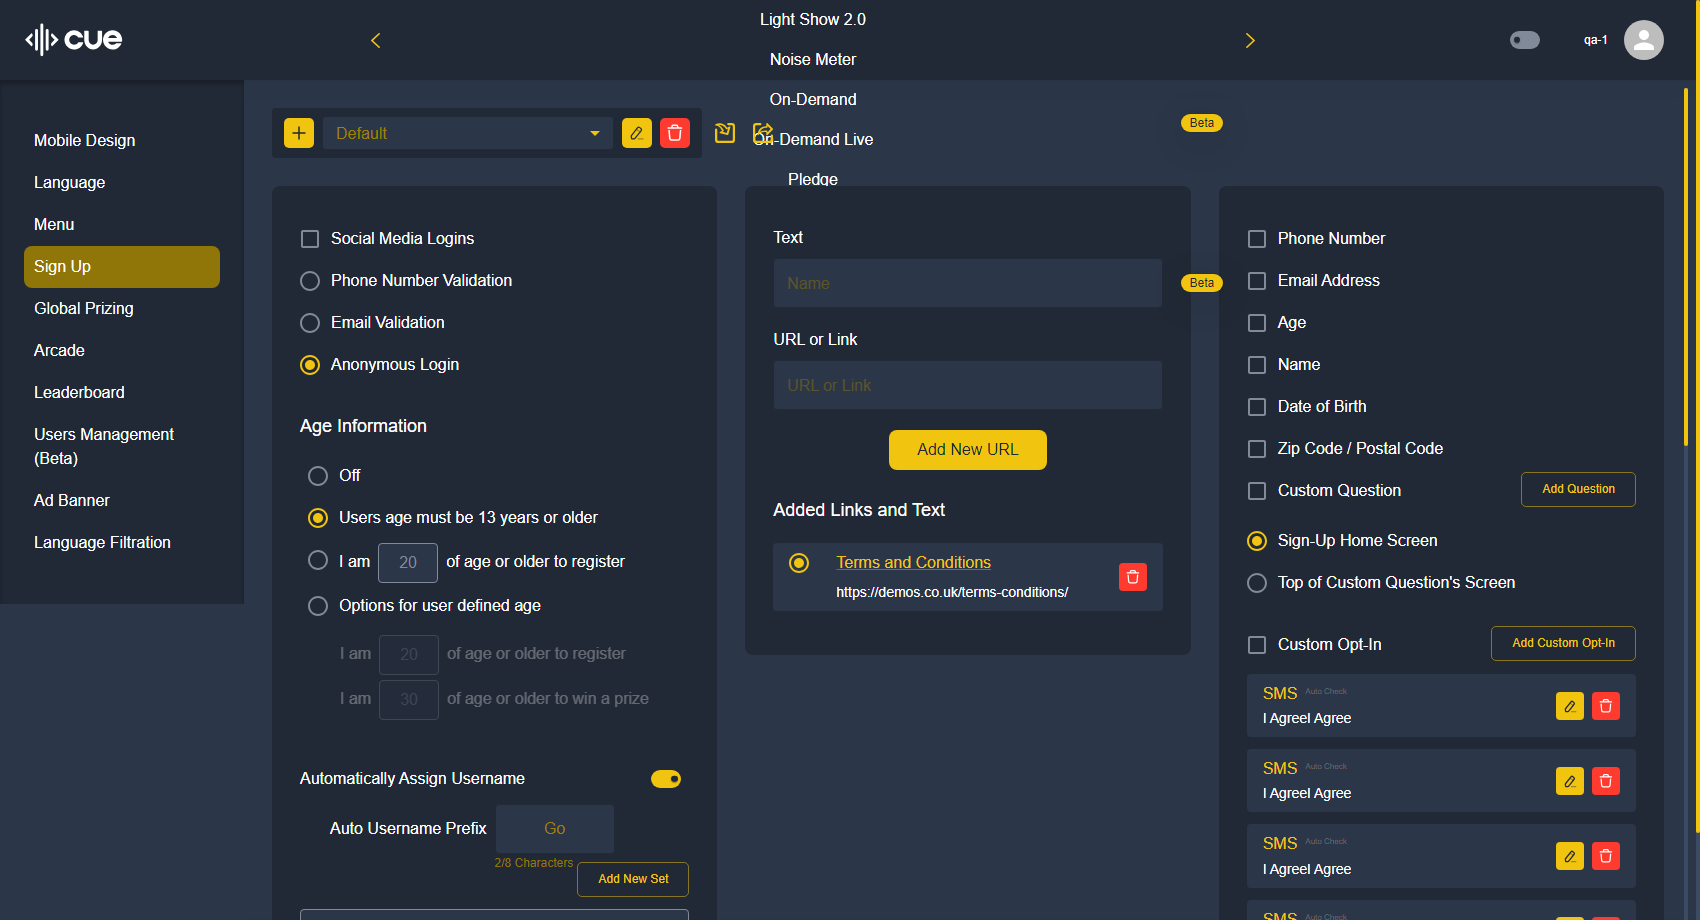 cue
Light Show 2.0
Noise Meter
On-Demand
On-Demand Live
Pledge
qa-1
Mobile Design
Language
Menu
Sign Up
Global Prizing
Arcade
Leaderboard
Users Management
(Beta)
Ad Banner
Language Filtration
Default
Beta
Social Media Logins
Phone Number Validation
Email Validation
Anonymous Login
Age Information
Off
Users age must be 13 years or older
I am 20 of age or older to register
Options for user defined age
I am 20 of age or older to register
I am 30 of age or older to win a prize
Automatically Assign Username
Auto Username Prefix Go
2/8 Characters
Add New Set
Text
Name
Beta
URL or Link
URL or Link
Add New URL
Added Links and Text
Terms and Conditions
https://demos.co.uk/terms-conditions/
Phone Number
Email Address
Age
Name
Date of Birth
Zip Code / Postal Code
Custom Question Add Question
Sign-Up Home Screen
Top of Custom Question's Screen
Custom Opt-In Add Custom Opt-In
SMS Auto Check
I AgreeI Agree
SMS Auto Check
I AgreeI Agree
SMS Auto Check
I AgreeI Agree
SMS Auto Check